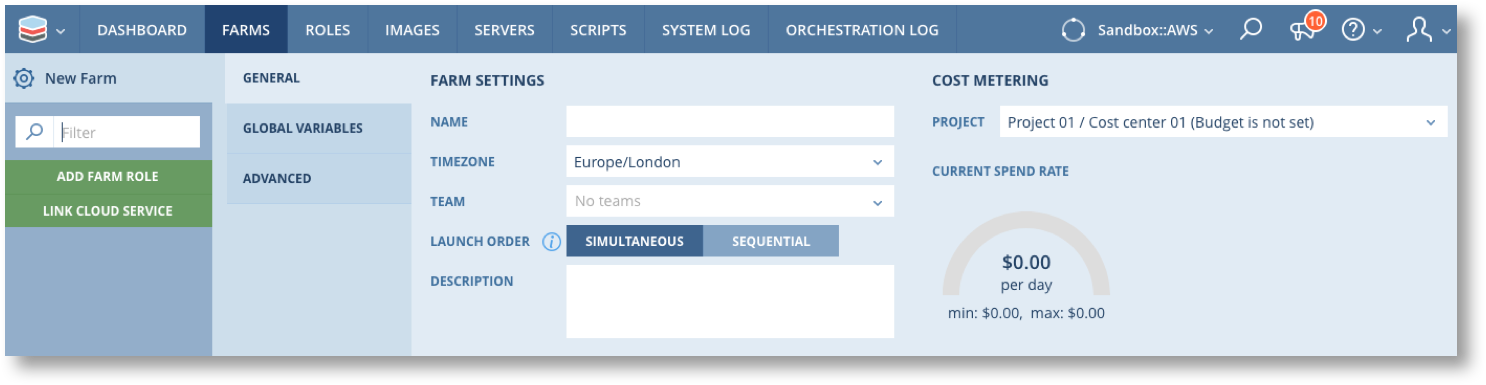 DASHBOARD FARMS ROLES IMAGES SERVERS SCRIPTS SYSTEM LOG ORCHESTRATION LOG Sandbox::AWS 10
New Farm
Filter
ADD FARM ROLE
LINK CLOUD SERVICE
GENERAL
GLOBAL VARIABLES
ADVANCED
FARM SETTINGS
NAME
TIMEZONE Europe/London
TEAM No teams
LAUNCH ORDER i SIMULTANEOUS SEQUENTIAL
DESCRIPTION
COST METERING
PROJECT Project 01 / Cost center 01 (Budget is not set)
CURRENT SPEND RATE
$0.00
per day
min: $0.00, max: $0.00